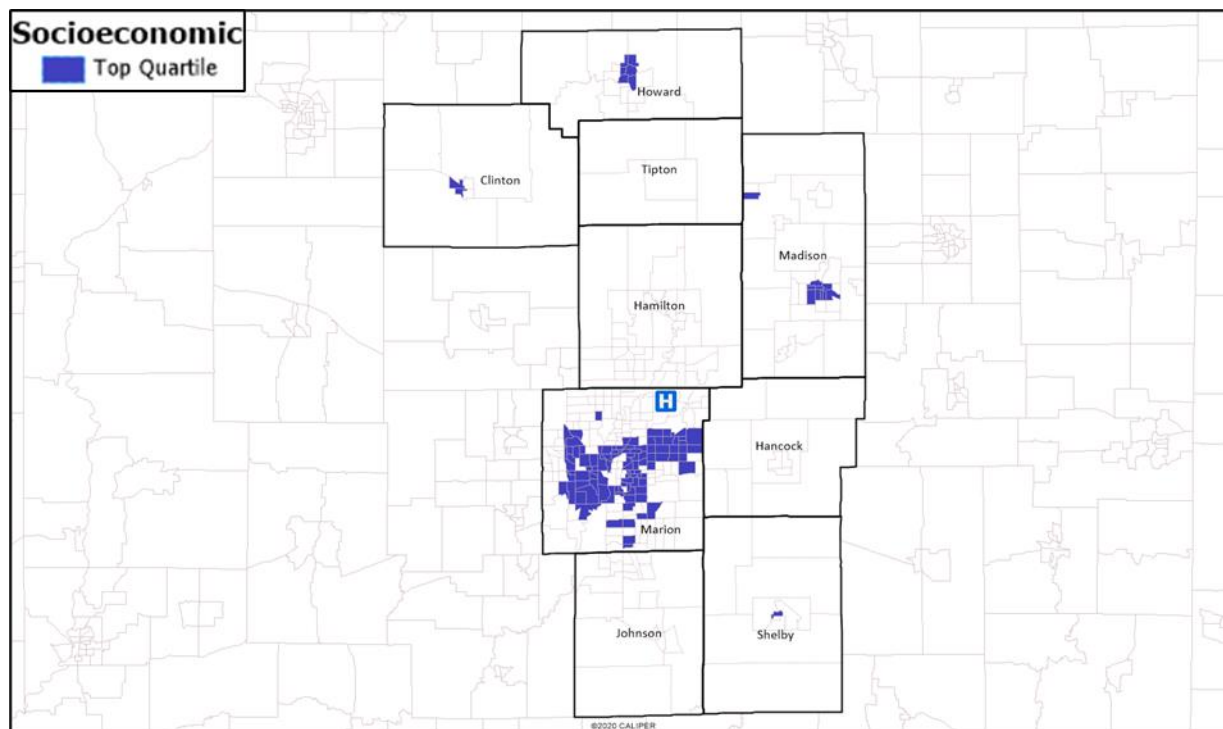 Socioeconomic
Top Quartile
Howard
Clinton
Tipton
Madison
Hamilton
H
Hancock
Marion
Johnson
Shelby
©2020 CALIPER